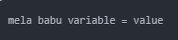 mela babu variable = value